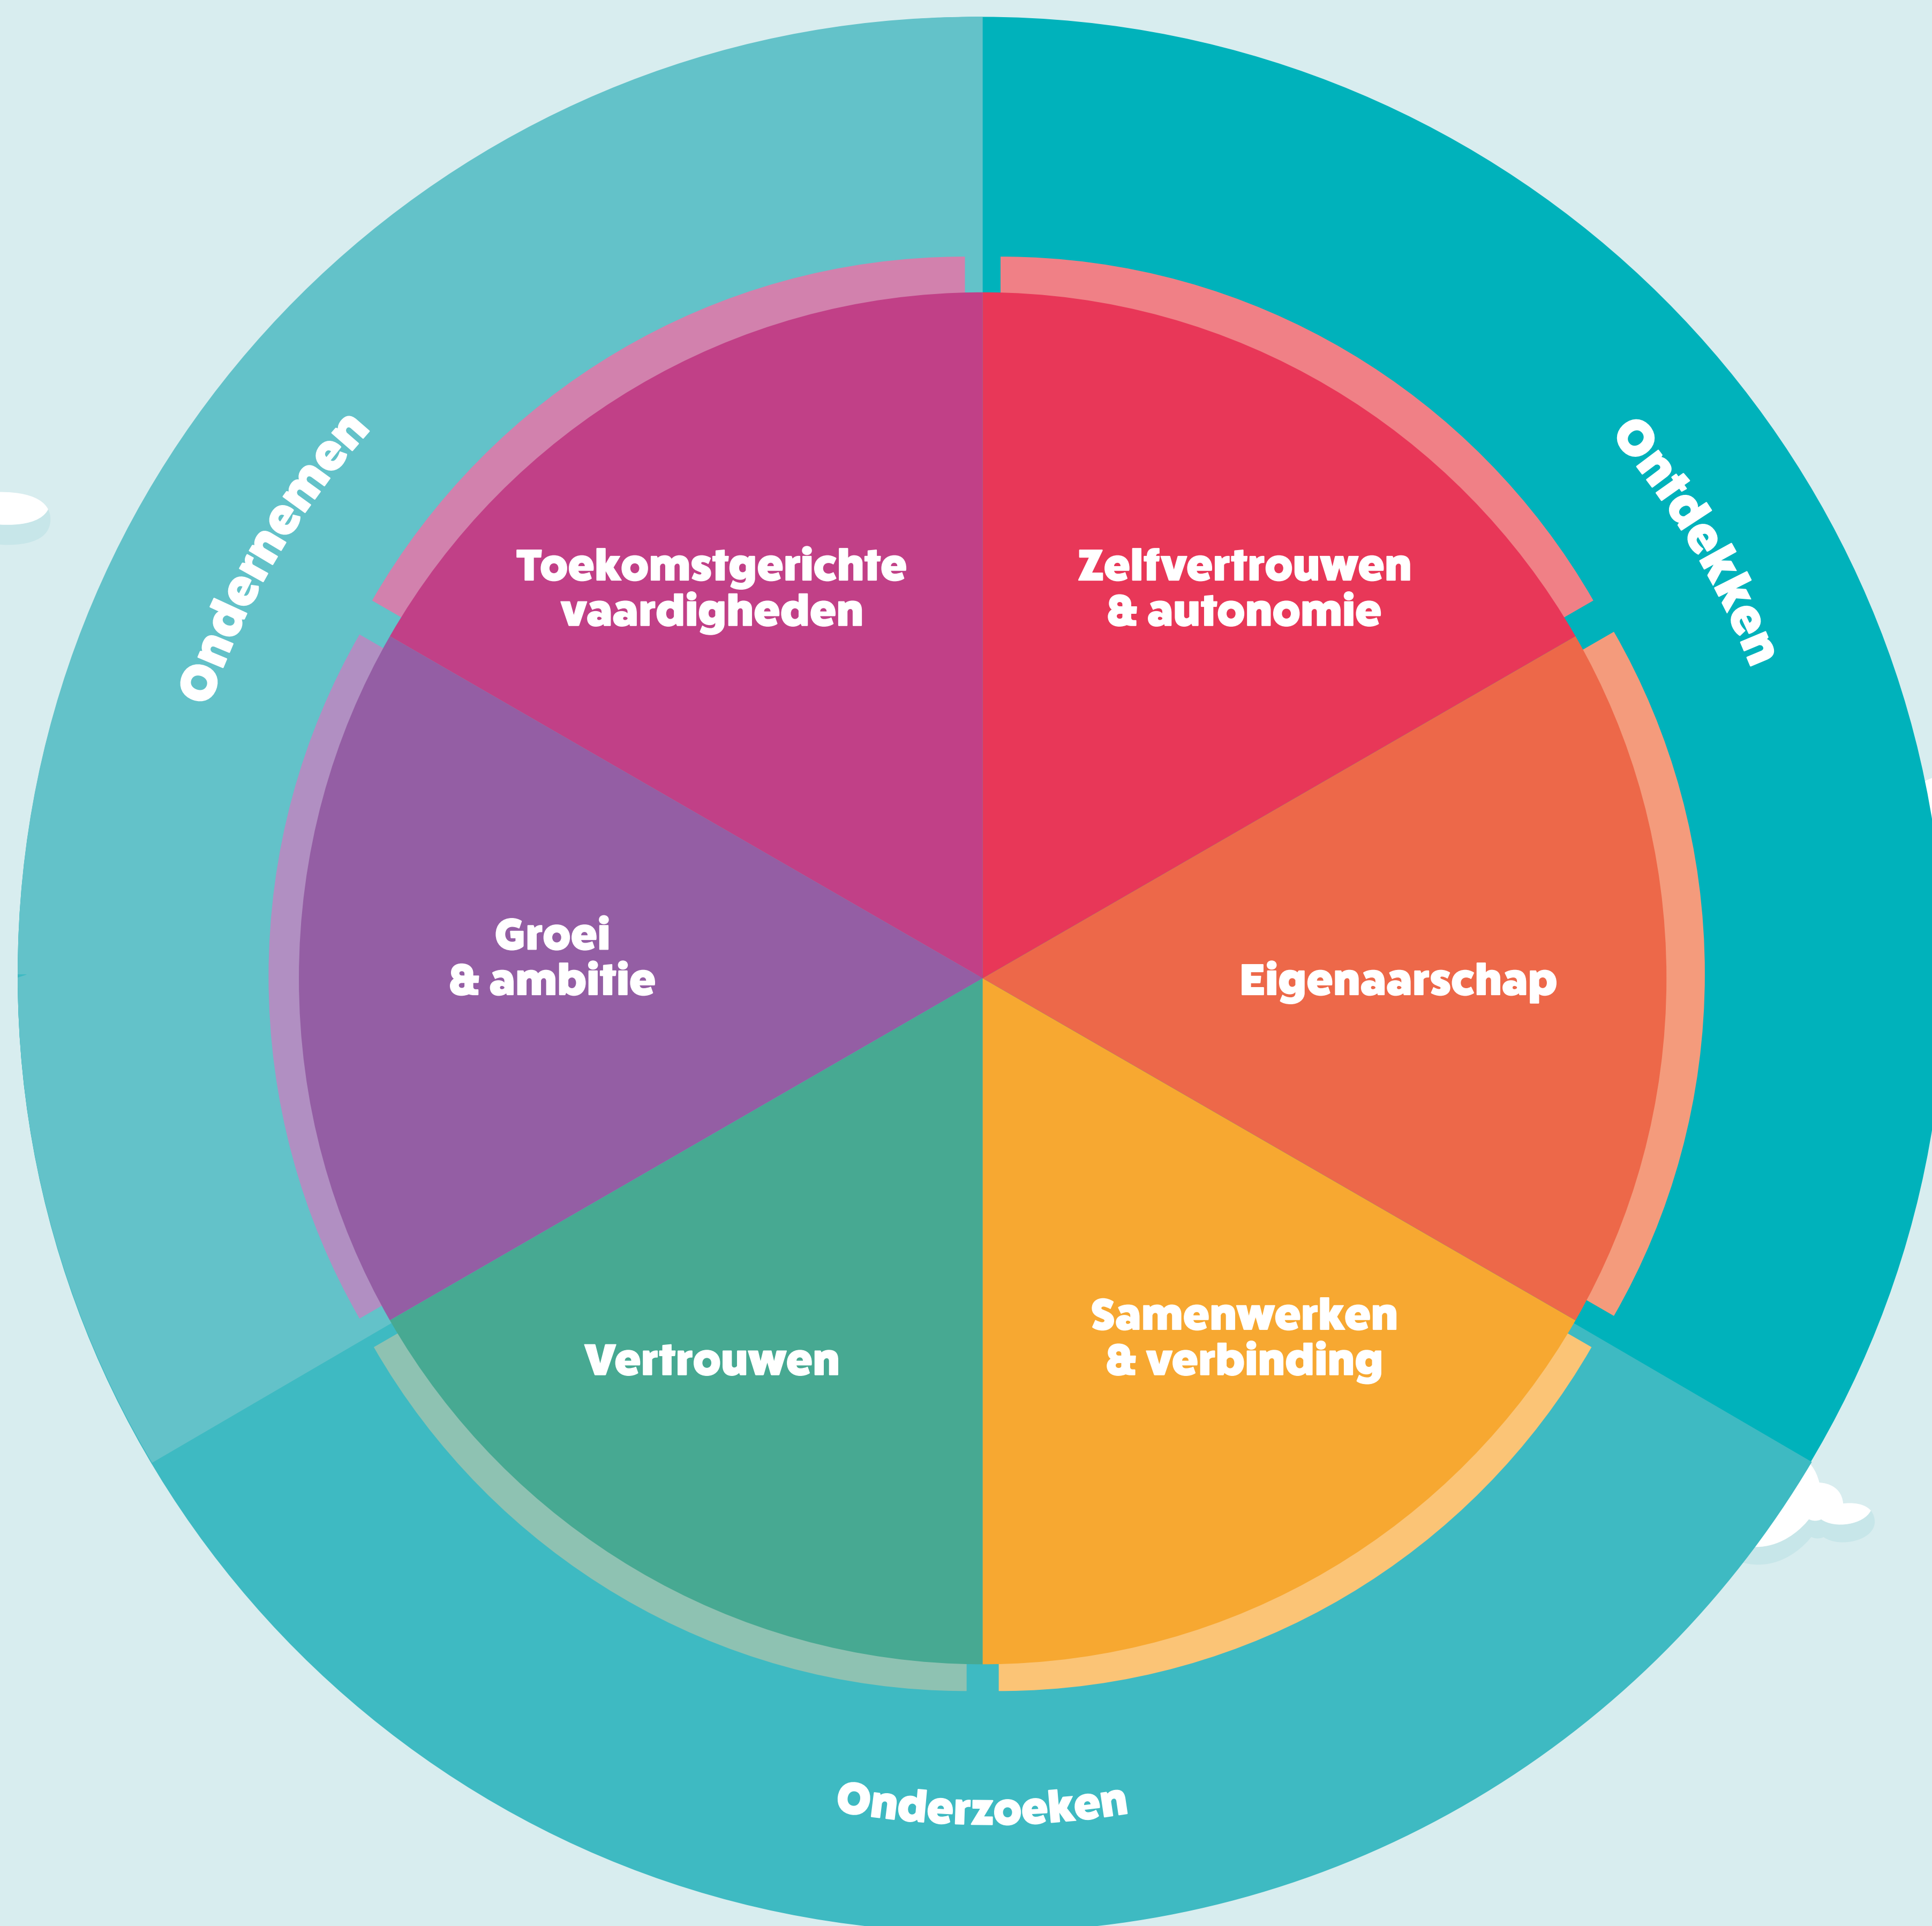 Ondernemen
Ontdekken
Toekomstgerichte
vaardigheden
Zelfvertrouwen
& autonomie
Groei
& ambitie
Eigenaarschap
Vertrouwen
Samenwerken
& verbinding
Onderzoeken